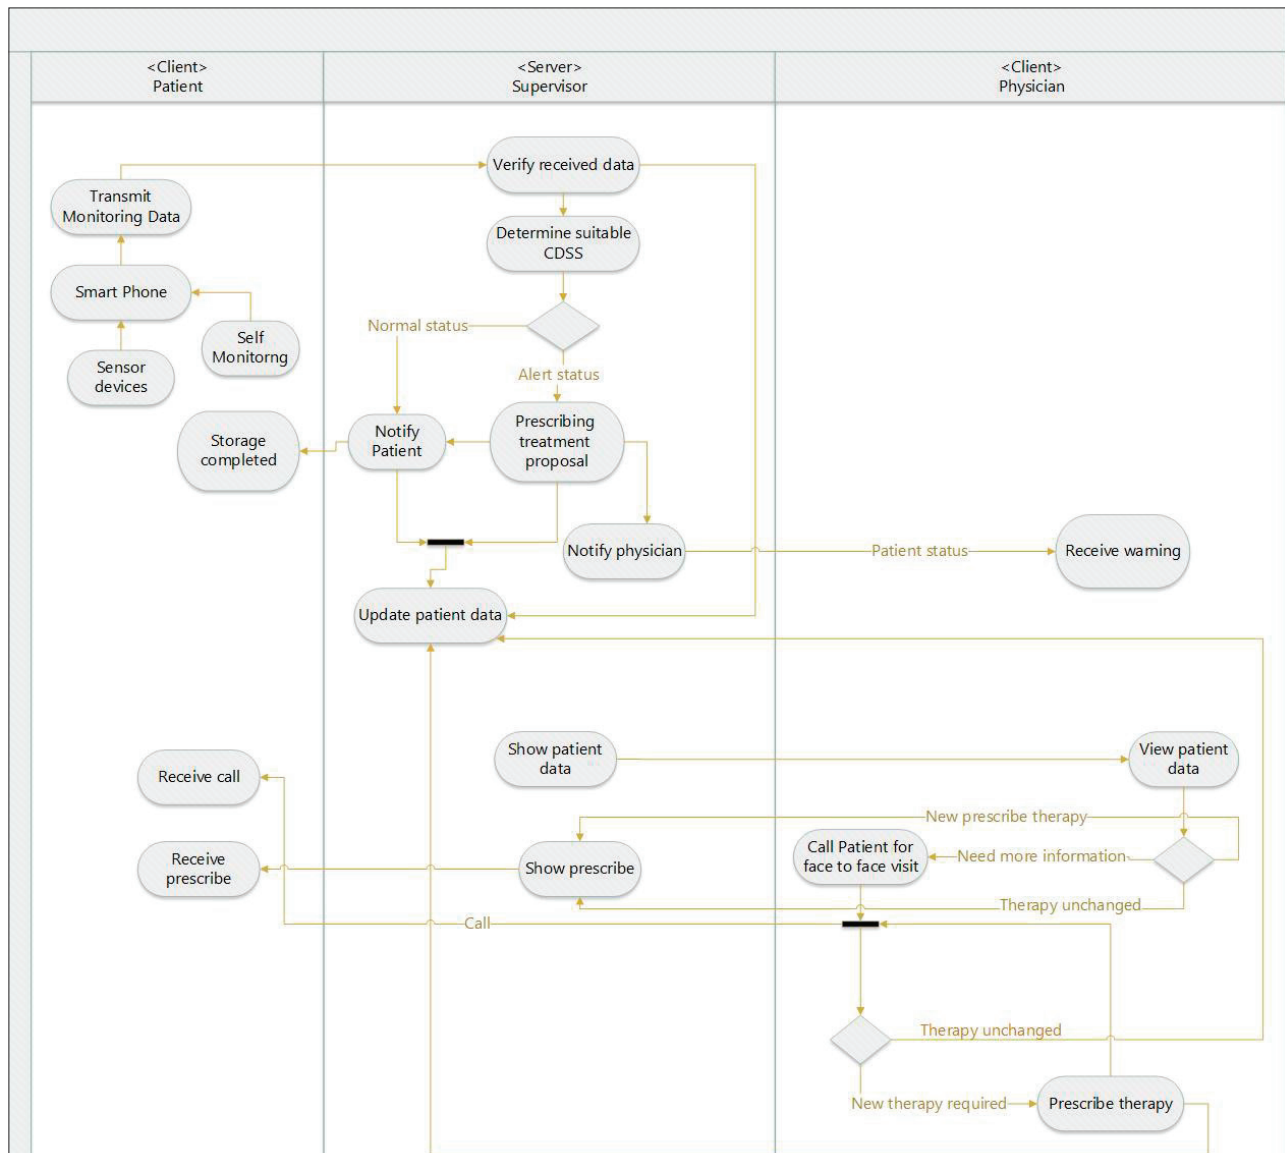 <Client>
Patient
<Server>
Supervisor
<Client>
Physician
Verify received data
Transmit
Monitoring Data
Determine suitable
CDSS
Smart Phone
Self
Monitorng
Sensor
devices
Normal status
Alert status
Storage
completed
Notify
Patient
Prescribing
treatment
proposal
Notify physician
Patient status
Receive warning
Update patient data
Show patient
data
View patient
data
Receive call
New prescribe therapy
Call Patient for
face to face visit
Need more information
Receive
prescribe
Show prescribe
Therapy unchanged
Call
Therapy unchanged
New therapy required
Prescribe therapy